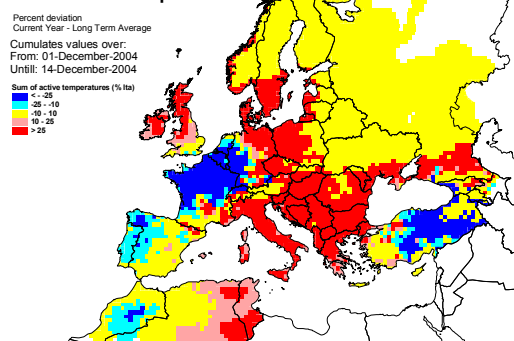 Percent deviation
Current Year - Long Term Average
Cumulates values over:
From: 01-December-2004
Untill: 14-December-2004
Sum of active temperatures (% lta)
< - -25
-25 - -10
-10 - 10
10 - 25
> 25